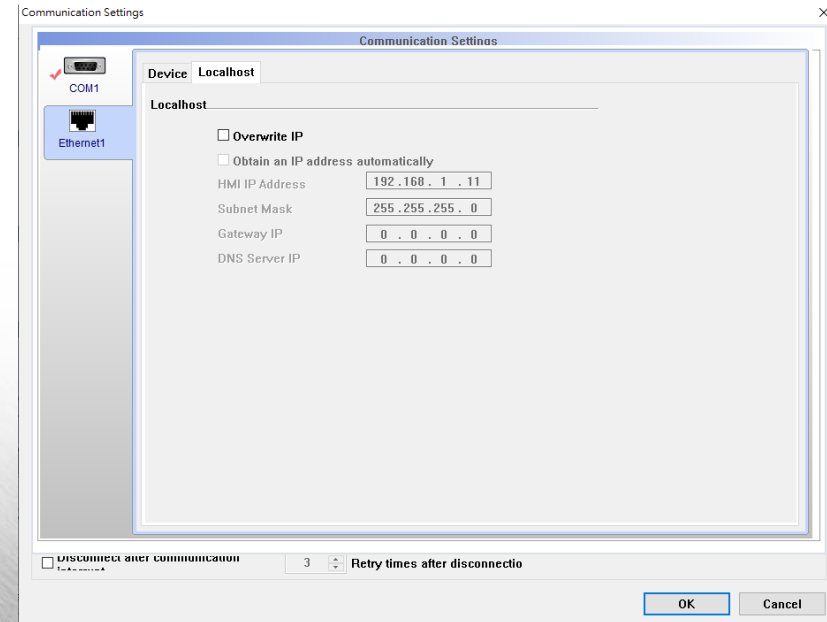 Communication Settings
Communication Settings
COM1
Ethernet1
Device Localhost
Localhost
Overwrite IP
Obtain an IP address automatically
HMI IP Address 192 . 168 . 1 . 11
Subnet Mask 255 . 255 . 255 . 0
Gateway IP 0 . 0 . 0 . 0
DNS Server IP 0 . 0 . 0 . 0
Disconnect after communication
3 Retry times after disconnectio
OK Cancel